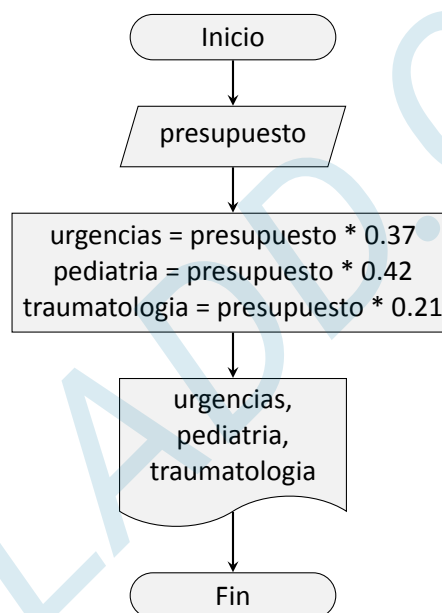 Inicio
presupuesto
urgencias = presupuesto * 0.37
pediatria = presupuesto * 0.42
traumatologia = presupuesto * 0.21
urgencias,
pediatria,
traumatologia
Fin